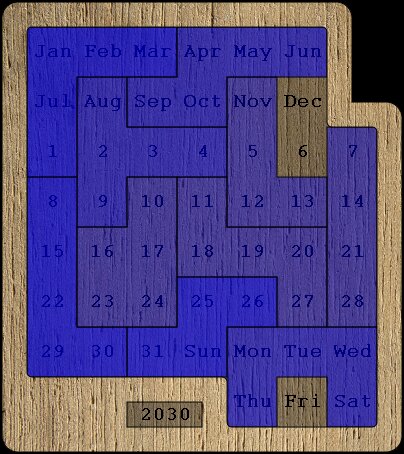 Jan Feb Mar Apr May Jun
Jul Aug Sep Oct Nov Dec
1 2 3 4 5 6 7
8 9 10 11 12 13 14
15 16 17 18 19 20 21
22 23 24 25 26 27 28
29 30 31 Sun Mon Tue Wed
Thu Fri Sat
2030